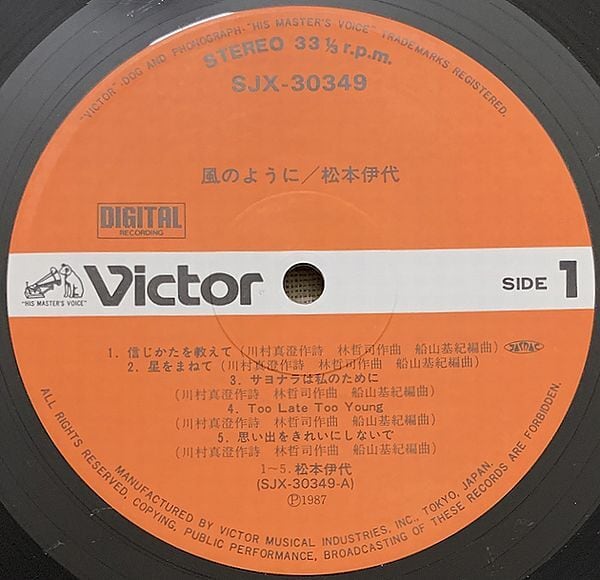 "VICTOR"-DOG AND PHONOGRAPH-"HIS MASTER'S VOICE" TRADEMARKS REGISTERED.
STEREO 33 1/3 r.p.m.
SJX-30349
風のように/松本伊代
DIGITAL
RECORDING
"HIS MASTER'S VOICE"
Victor
SIDE 1
1. 信じかたを教えて (川村真澄作詩 林哲司作曲 船山基紀編曲) JASRAC
2. 星をまねて (川村真澄作詩 林哲司作曲 船山基紀編曲)
3. サヨナラは私のために
(川村真澄作詩 林哲司作曲 船山基紀編曲)
4. Too Late Too Young
(川村真澄作詩 林哲司作曲 船山基紀編曲)
5. 思い出をきれいにしないで
(川村真澄作詩 林哲司作曲 船山基紀編曲)
1~5. 松本伊代
(SJX-30349-A)
Ⓟ1987
MANUFACTURED BY VICTOR MUSICAL INDUSTRIES, INC., TOKYO, JAPAN.
ALL RIGHTS RESERVED, COPYING, PUBLIC PERFORMANCE, BROADCASTING OF THESE RECORDS ARE FORBIDDEN.